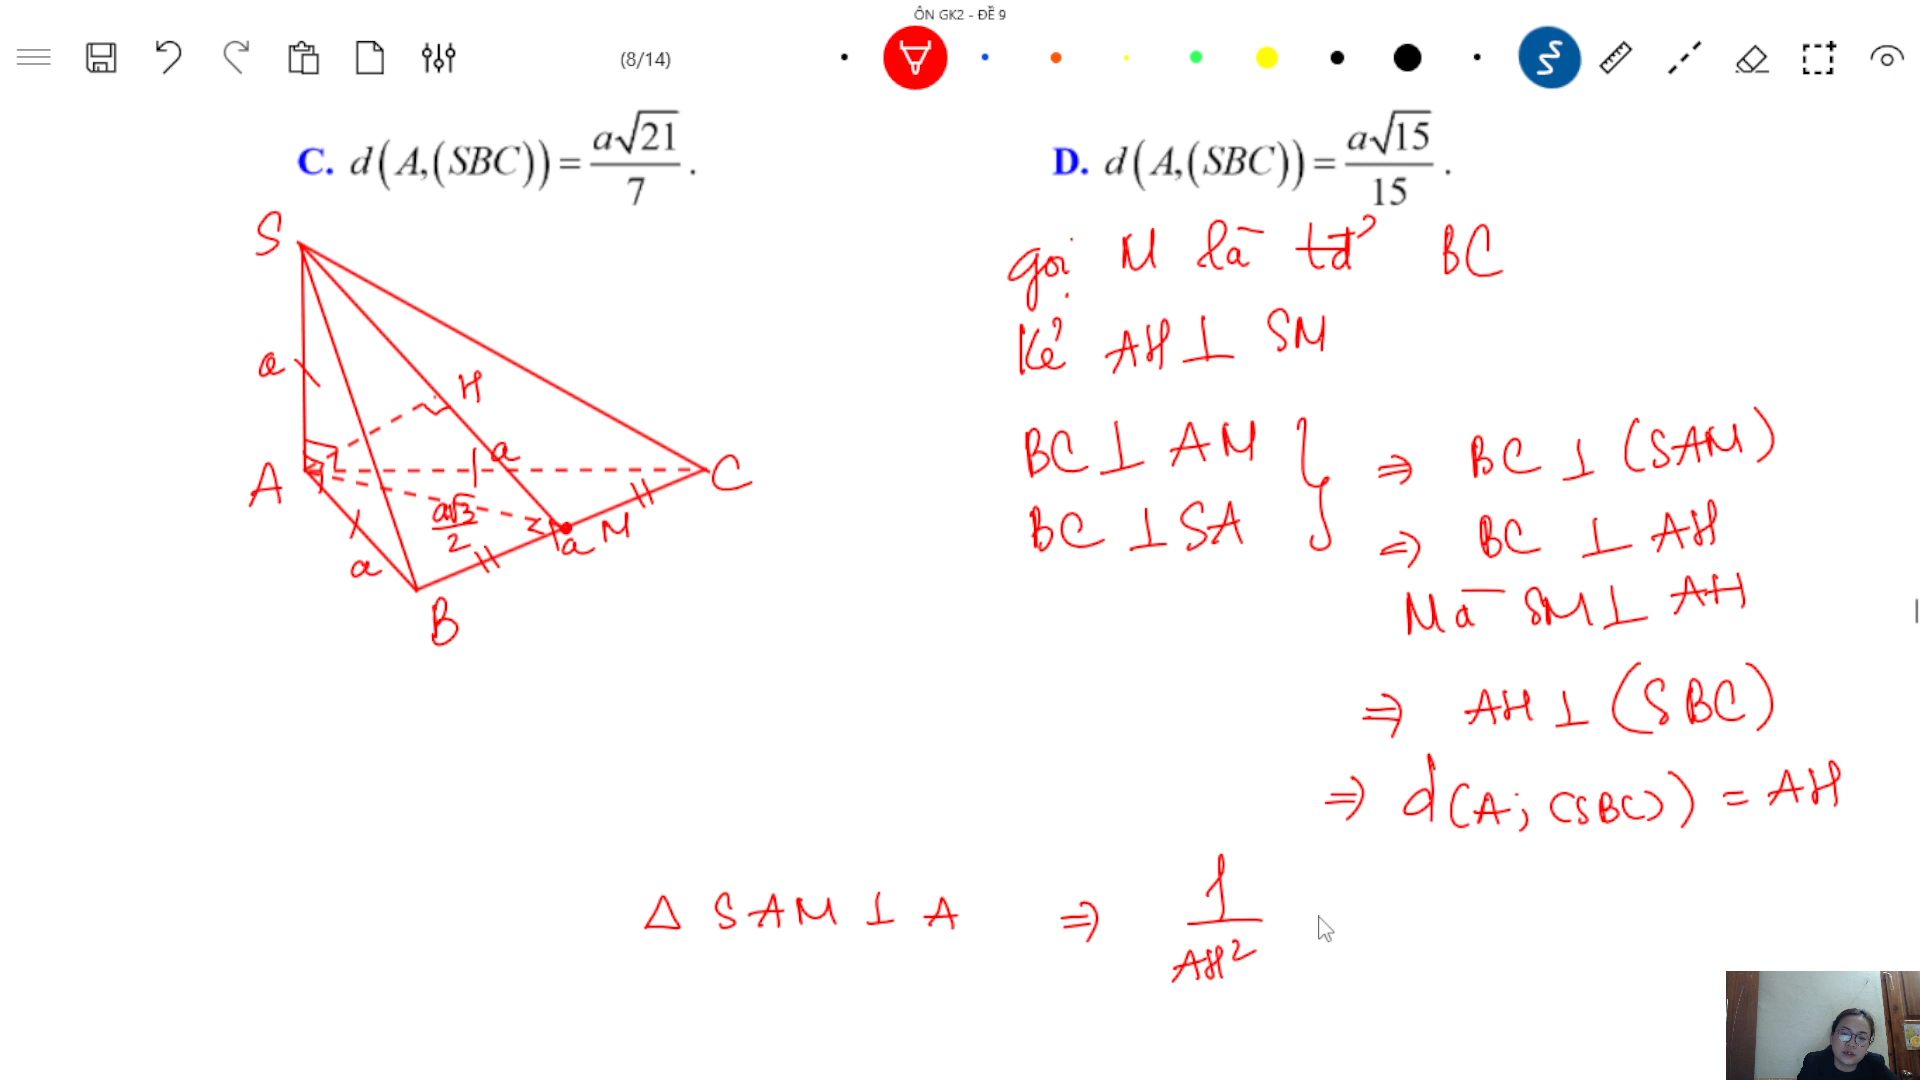 ÔN GK2 - ĐỀ 9
(8/14)
C. d(A,(SBC)) = a√21/7.
D. d(A,(SBC)) = a√15/15.
S
a
H
A
a
C
a√3/2
a
M
a
B
gọi M là tđ BC
Kẻ AH ⊥ SM
BC ⊥ AM
BC ⊥ SA
} ⇒ BC ⊥ (SAM)
⇒ BC ⊥ AH
Mà SM ⊥ AH
⇒ AH ⊥ (SBC)
⇒ d(A; (SBC)) = AH
Δ SAM ⊥ A ⇒ 1/AH²